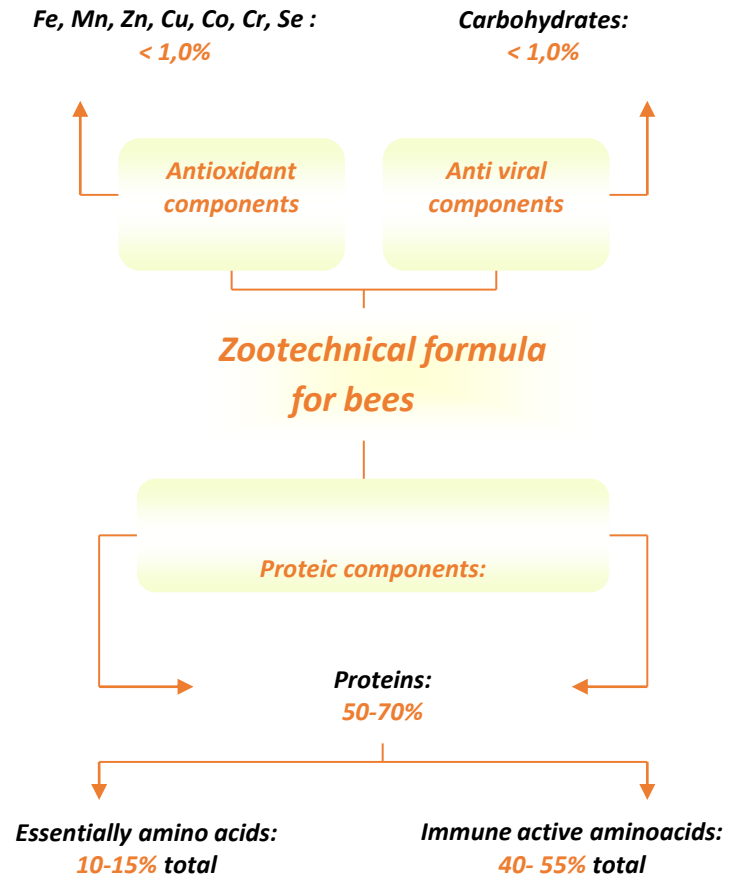 Fe, Mn, Zn, Cu, Co, Cr, Se :
< 1,0%
Carbohydrates:
< 1,0%
Antioxidant
components
Anti viral
components
Zootechnical formula
for bees
Proteic components:
Proteins:
50-70%
Essentially amino acids:
10-15% total
Immune active aminoacids:
40- 55% total